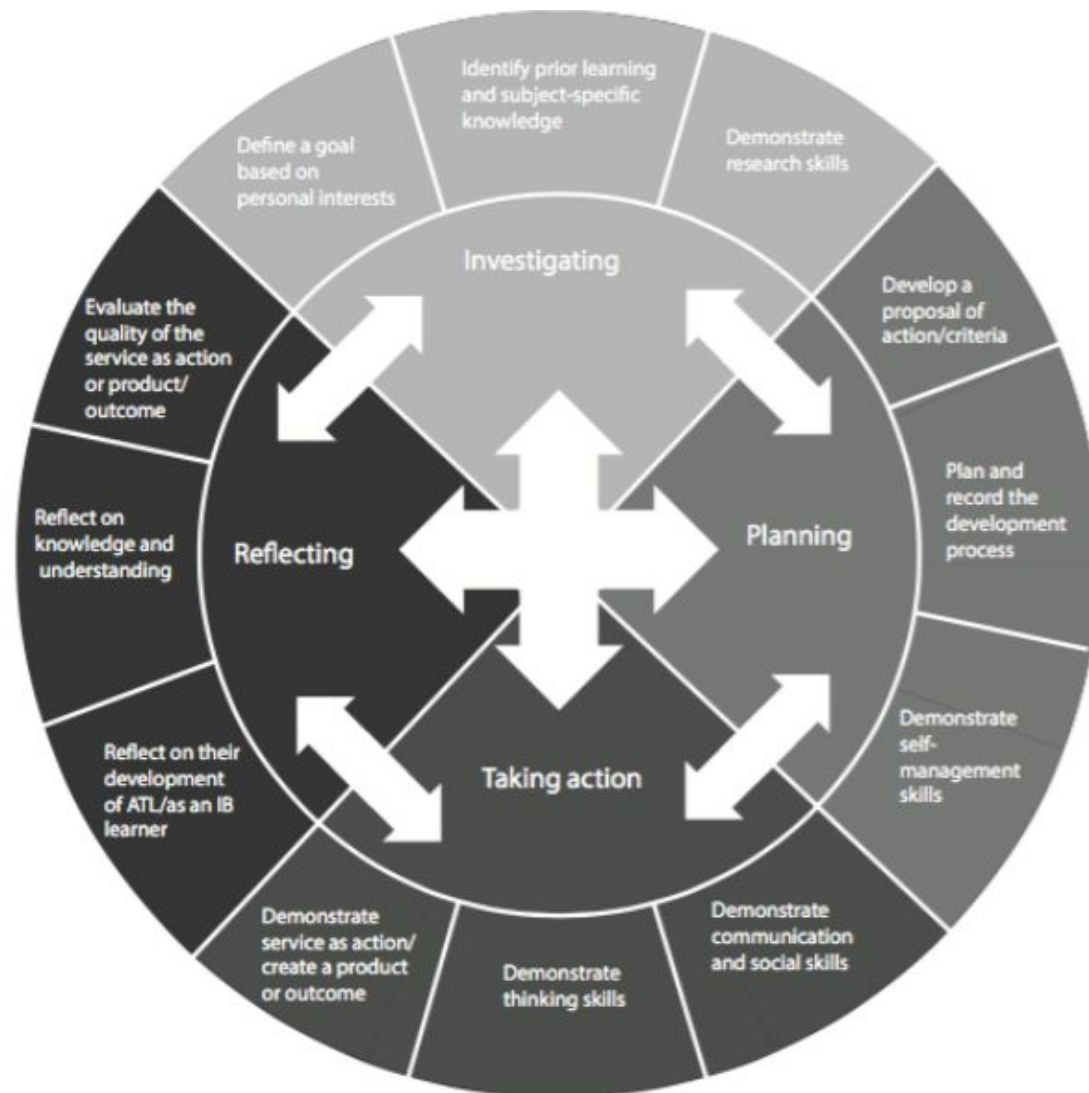 Identify prior learning
and subject-specific
knowledge
Define a goal
based on
personal interests
Demonstrate
research skills
Investigating
Develop a
proposal of
action/criteria
Plan and
record the
development
process
Demonstrate
self-
management
skills
Planning
Taking action
Demonstrate
communication
and social skills
Demonstrate
thinking skills
Demonstrate
service as action/
create a product
or outcome
Reflecting
Reflect on their
development
of ATL/as an IB
learner
Reflect on
knowledge and
understanding
Evaluate the
quality of the
service as action
or product/
outcome